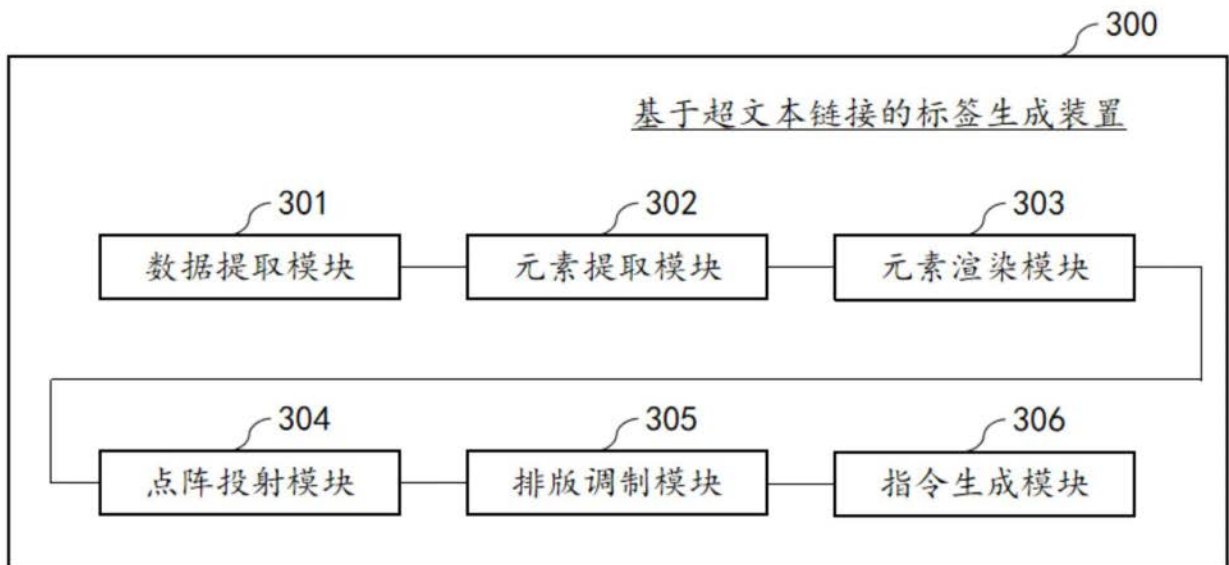 300
基于超文本链接的标签生成装置
301 302 303
数据提取模块 元素提取模块 元素渲染模块
304 305 306
点阵投射模块 排版调制模块 指令生成模块